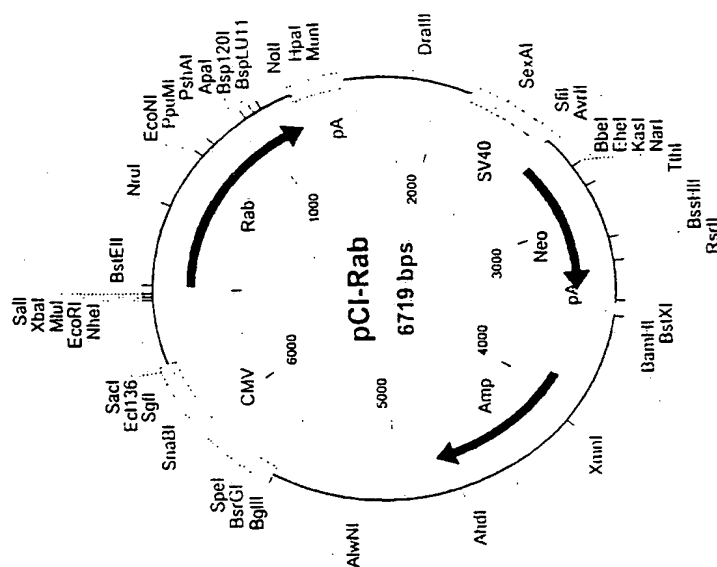 pCI-Rab
6719 bps
SalI
XbaI
MluI
EcoRI
NheI
BstEII
NruI
EcoNI
PpuMI
PshAI
ApaI
Bsp120I
BspLU11
NotI
HpaI
MunI
DraIII
SexAI
SfiI
AvrII
BbeI
EheI
KasI
NarI
TthI
BssHII
RsrII
BamHI
BstXI
XmnI
AhdI
AlwNI
SpeI
BsrGI
BglII
SnaBI
SacI
Ecl136
SgfI
Rab
pA
SV40
Neo
pA
Amp
CMV
1000
2000
3000
4000
5000
6000